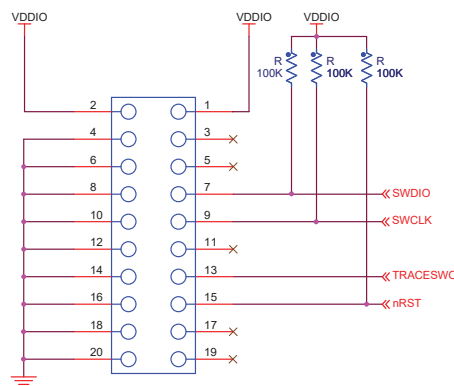 VDDIO VDDIO VDDIO
R R R
100K 100K 100K
2 1
4 3
6 5
8 7 SWDIO
10 9 SWCLK
12 11
14 13 TRACESWO
16 15 nRST
18 17
20 19